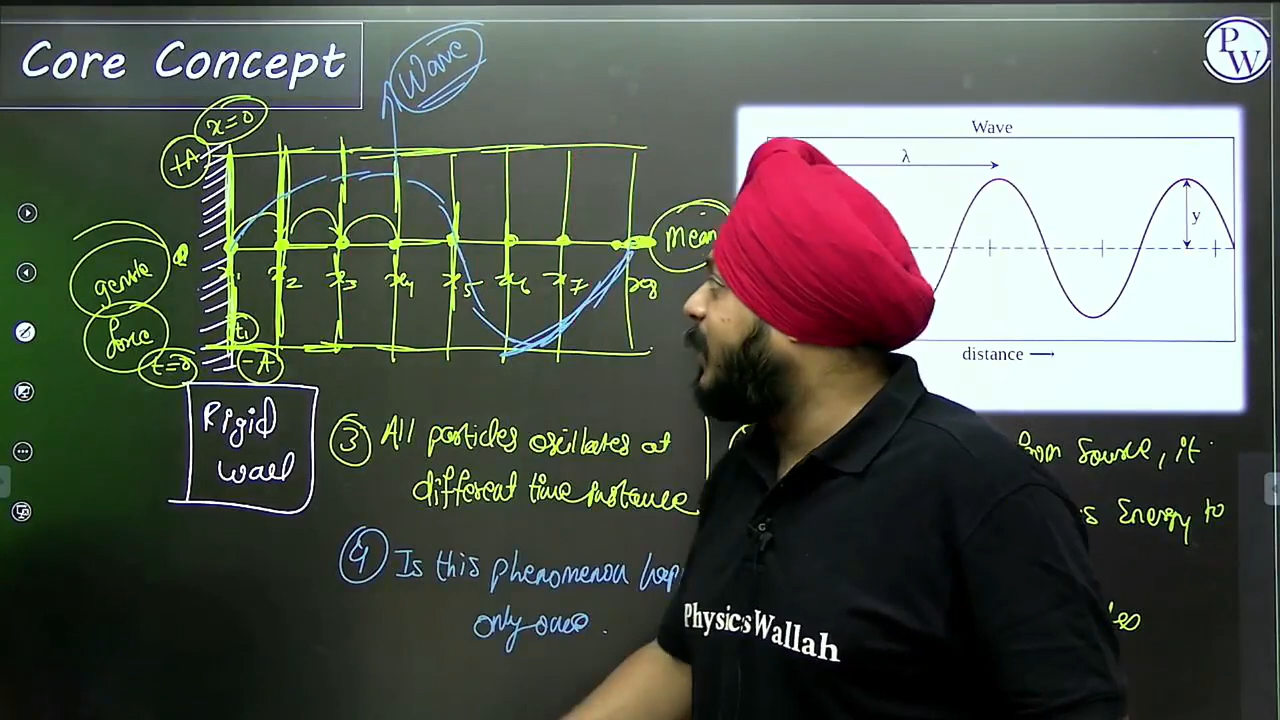 Core Concept
PW
Wave
x=0
+A
Mean
x₁ x₂ x₃ x₄ x₅ x₆ x₇ x₈
gentle
force
t=0
t₁
-A
Rigid
wall
③ All particles oscillates at
different time instance
④ Is this phenomenon
only
from source, it
Energy to
Wave
λ
y
distance
Physics Wallah